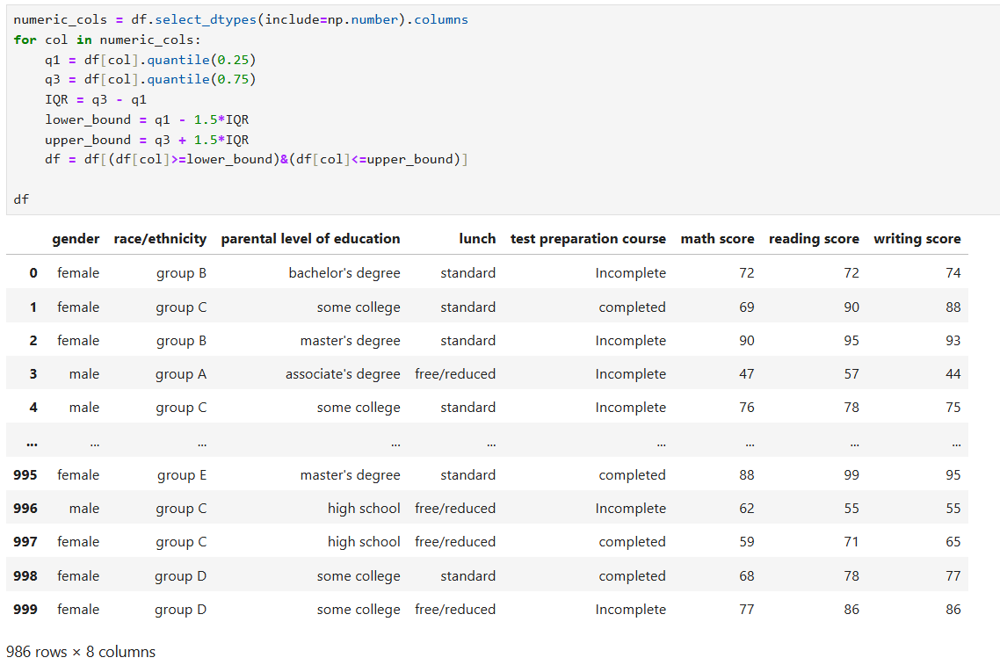 numeric_cols = df.select_dtypes(include=np.number).columns
for col in numeric_cols:
    q1 = df[col].quantile(0.25)
    q3 = df[col].quantile(0.75)
    IQR = q3 - q1
    lower_bound = q1 - 1.5*IQR
    upper_bound = q3 + 1.5*IQR
    df = df[(df[col]>=lower_bound)&(df[col]<=upper_bound)]
df
gender race/ethnicity parental level of education lunch test preparation course math score reading score writing score
0 female group B bachelor's degree standard Incomplete 72 72 74
1 female group C some college standard completed 69 90 88
2 female group B master's degree standard Incomplete 90 95 93
3 male group A associate's degree free/reduced Incomplete 47 57 44
4 male group C some college standard Incomplete 76 78 75
... ... ... ... ... ... ... ... ...
995 female group E master's degree standard completed 88 99 95
996 male group C high school free/reduced Incomplete 62 55 55
997 female group C high school free/reduced completed 59 71 65
998 female group D some college standard completed 68 78 77
999 female group D some college free/reduced Incomplete 77 86 86
986 rows × 8 columns